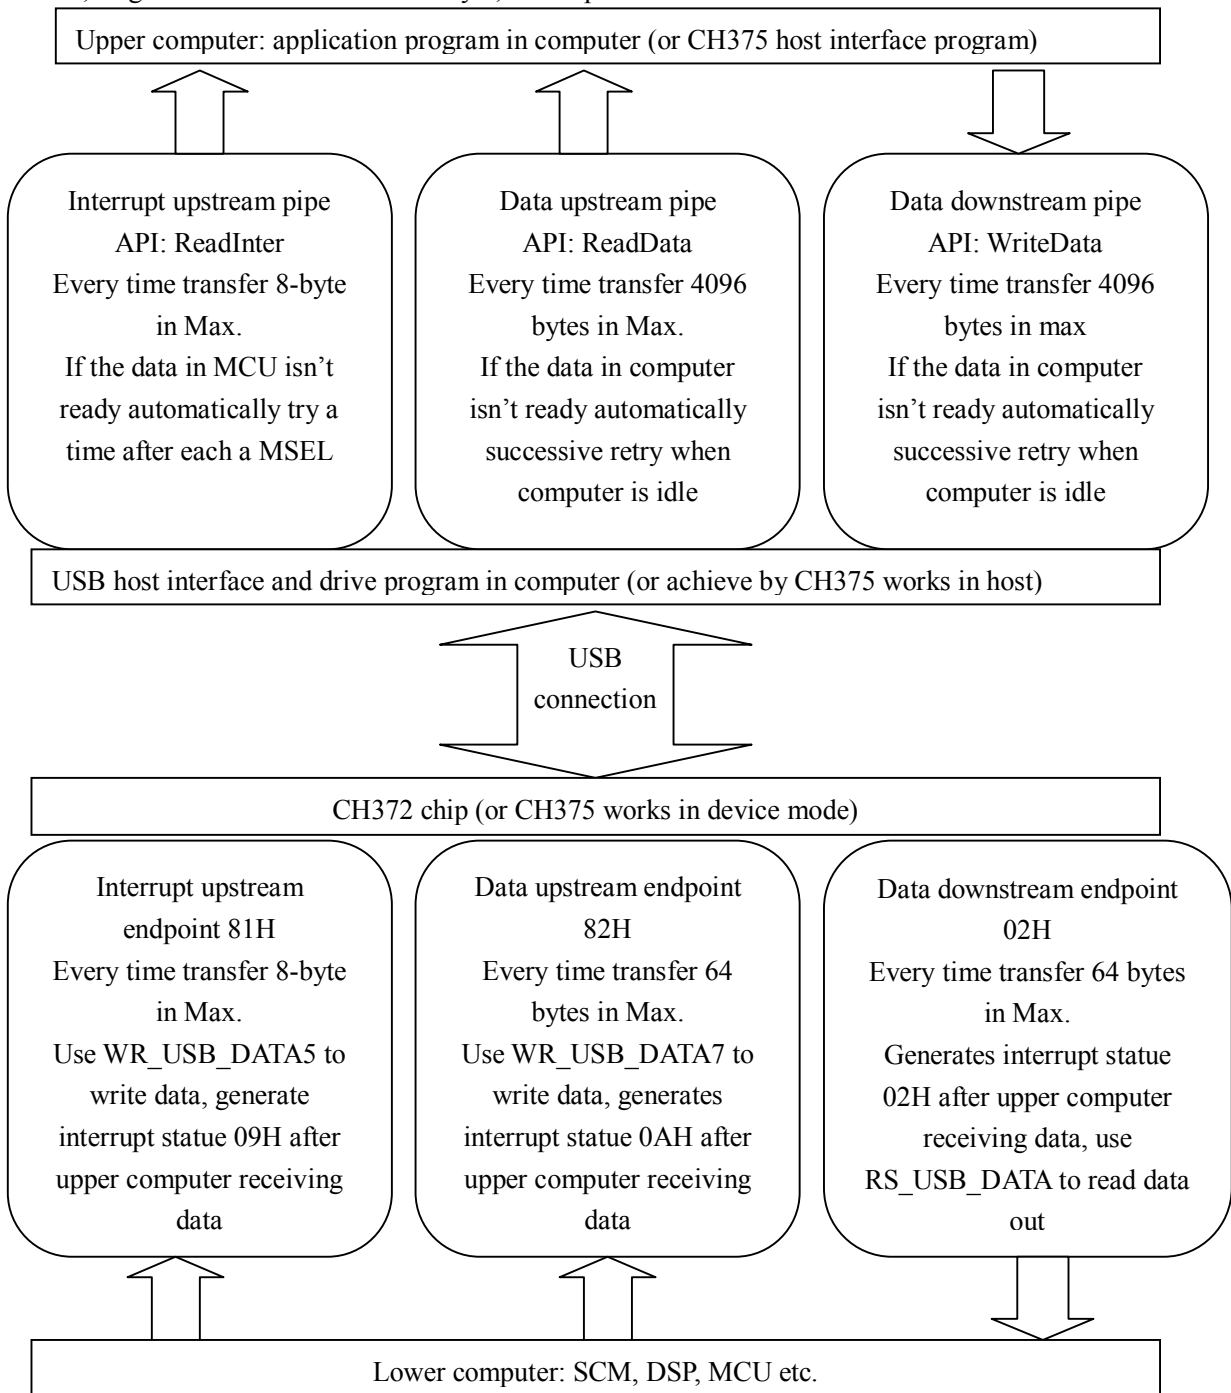 Upper computer: application program in computer (or CH375 host interface program)
Interrupt upstream pipe
API: ReadInter
Every time transfer 8-byte
in Max.
If the data in MCU isn't
ready automatically try a
time after each a MSEL
Data upstream pipe
API: ReadData
Every time transfer 4096
bytes in Max.
If the data in computer
isn't ready automatically
successive retry when
computer is idle
Data downstream pipe
API: WriteData
Every time transfer 4096
bytes in max
If the data in computer
isn't ready automatically
successive retry when
computer is idle
USB host interface and drive program in computer (or achieve by CH375 works in host)
USB
connection
CH372 chip (or CH375 works in device mode)
Interrupt upstream
endpoint 81H
Every time transfer 8-byte
in Max.
Use WR_USB_DATA5 to
write data, generate
interrupt statue 09H after
upper computer receiving
data
Data upstream endpoint
82H
Every time transfer 64
bytes in Max.
Use WR_USB_DATA7 to
write data, generates
interrupt statue 0AH after
upper computer receiving
data
Data downstream endpoint
02H
Every time transfer 64 bytes
in Max.
Generates interrupt statue
02H after upper computer
receiving data, use
RS_USB_DATA to read data
out
Lower computer: SCM, DSP, MCU etc.